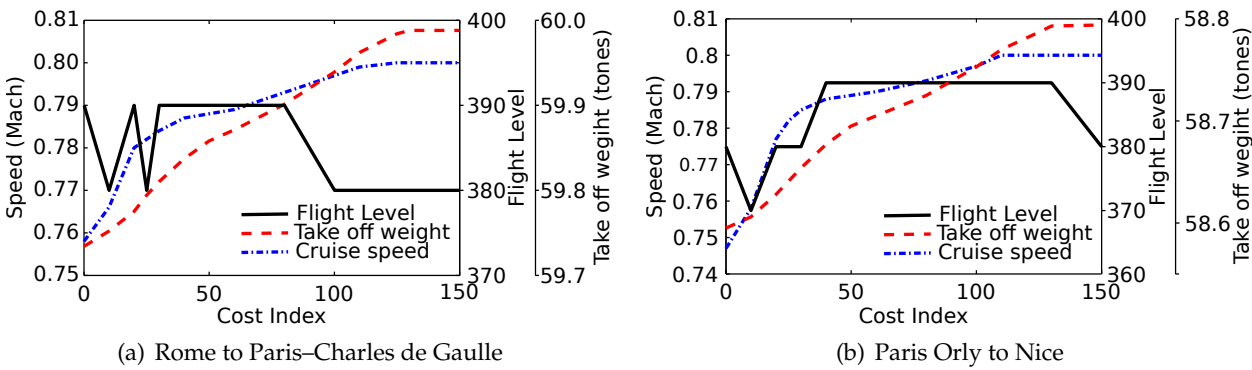 0.81
0.80
0.79
0.78
0.77
0.76
0.75
Speed (Mach)
0
50
100
150
Cost Index
400
390
380
370
Flight Level
60.0
59.9
59.8
59.7
Take off wegiht (tones)
Flight Level
Take off weight
Cruise speed
(a) Rome to Paris–Charles de Gaulle
0.81
0.8
0.79
0.78
0.77
0.76
0.75
0.74
Speed (Mach)
0
50
100
150
Cost Index
400
390
380
370
360
Flight Level
58.8
58.7
58.6
Take off wegiht (tones)
Flight Level
Take off weight
Cruise speed
(b) Paris Orly to Nice